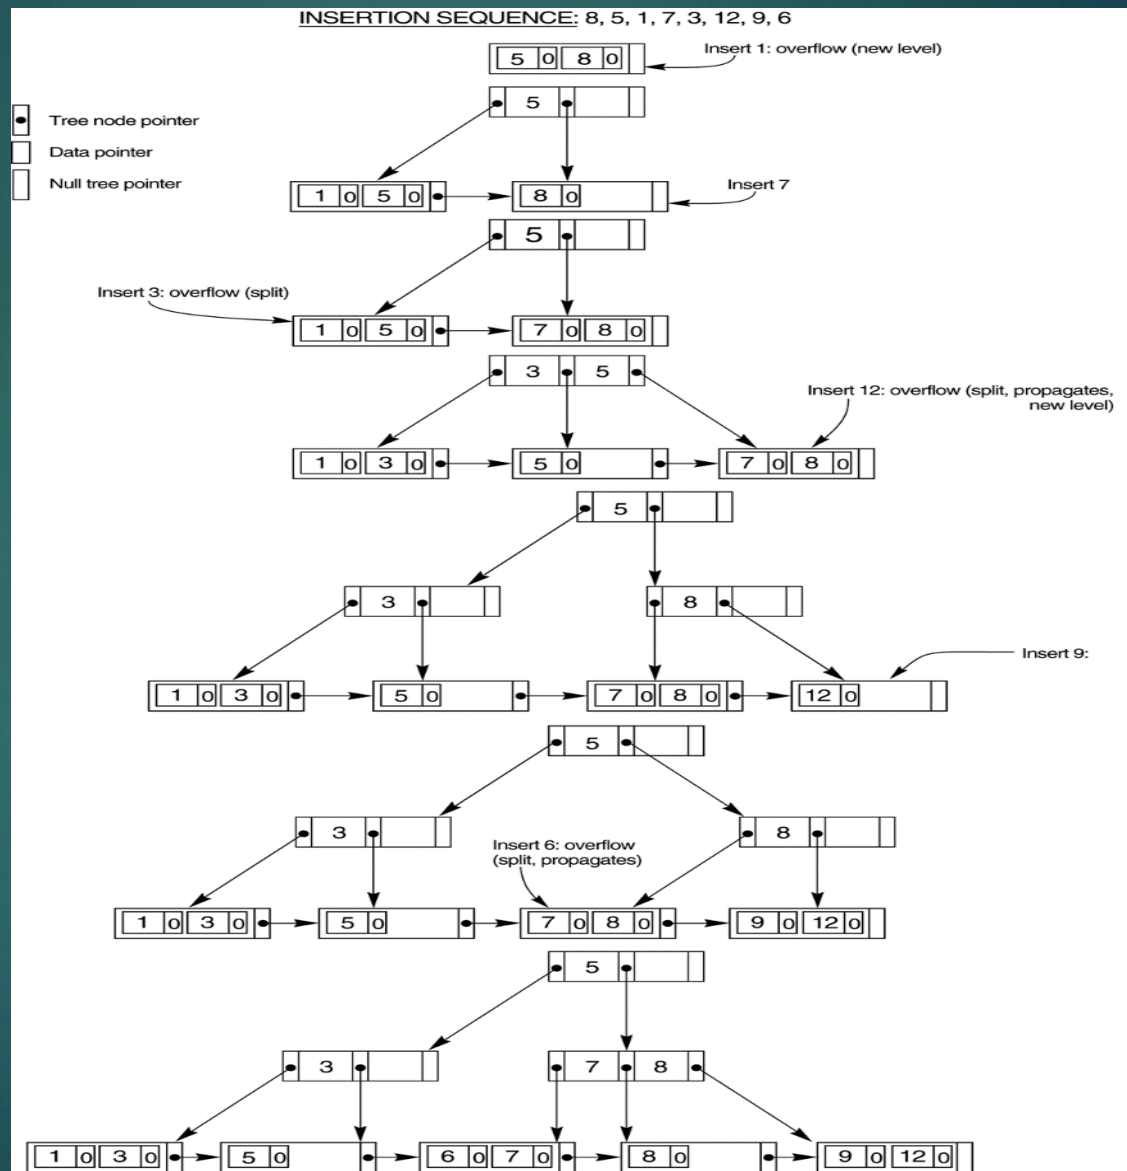 INSERTION SEQUENCE: 8, 5, 1, 7, 3, 12, 9, 6
5 0 8 0
Insert 1: overflow (new level)
5
Tree node pointer
Data pointer
Null tree pointer
1 0 5 0
8 0
Insert 7
5
Insert 3: overflow (split)
1 0 5 0
7 0 8 0
3 5
Insert 12: overflow (split, propagates,
new level)
1 0 3 0
5 0
7 0 8 0
5
3
8
Insert 9:
1 0 3 0
5 0
7 0 8 0
12 0
5
3
8
Insert 6: overflow
(split, propagates)
1 0 3 0
5 0
7 0 8 0
9 0 12 0
5
3
7 8
1 0 3 0
5 0
6 0 7 0
8 0
9 0 12 0